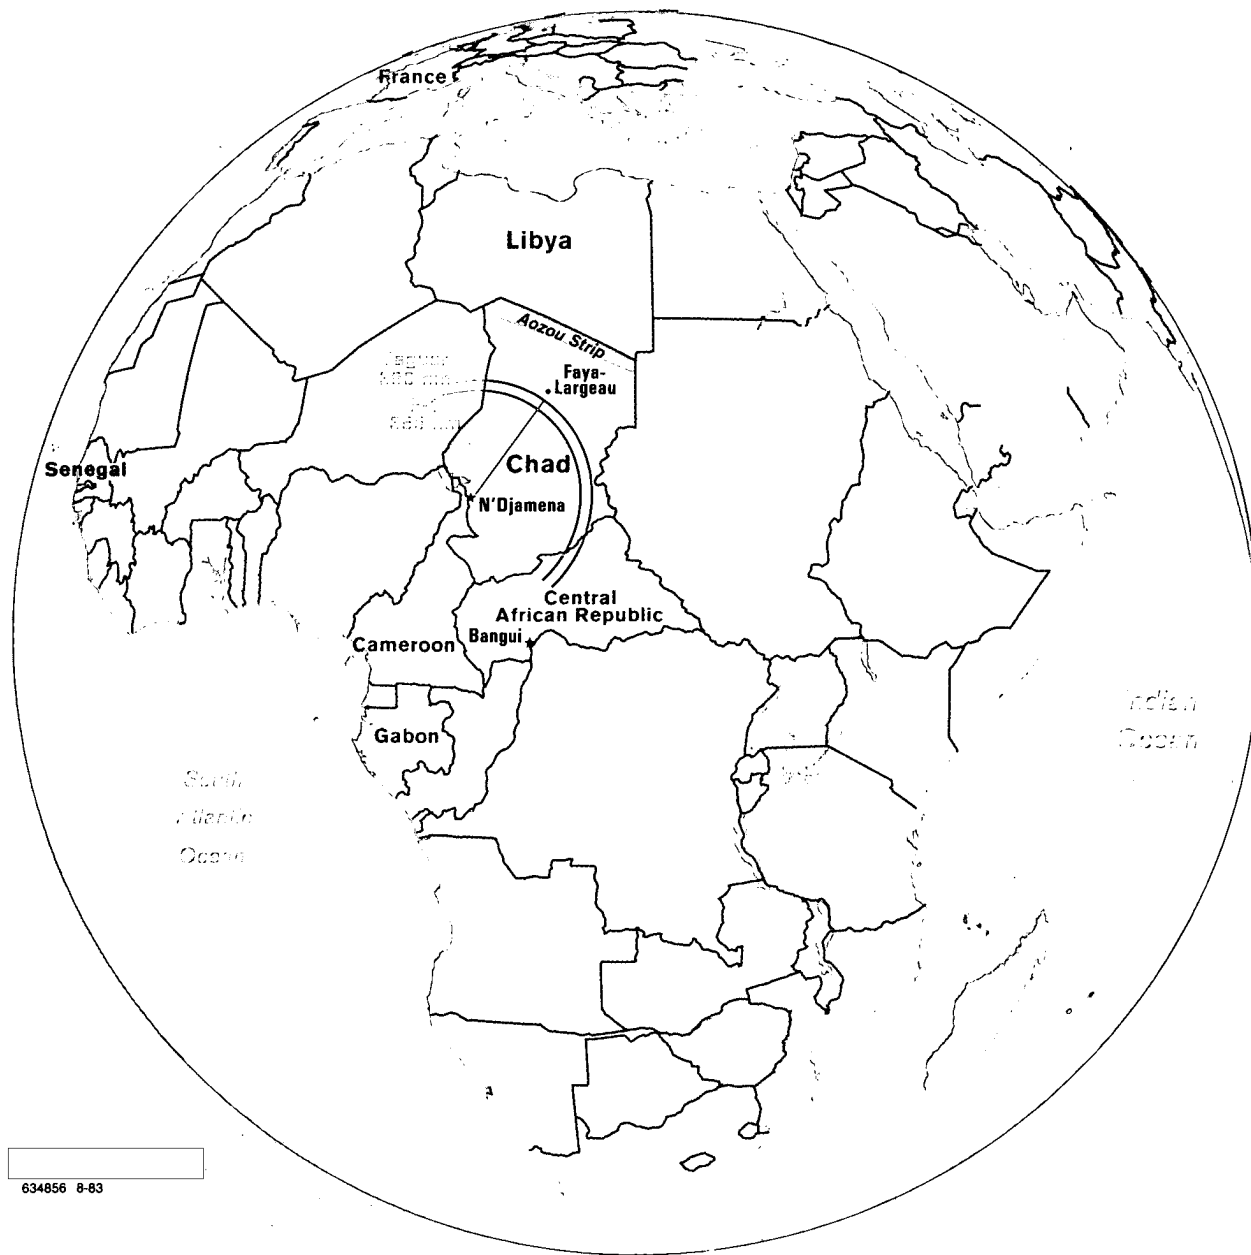 France
Libya
Aozou Strip
Faya-
Largeau
Jaguar
Chad
Senegal
N'Djamena
Central
African Republic
Bangui
Cameroon
Indian
Ocean
Gabon
South
Atlantic
Ocean
634856 8-83